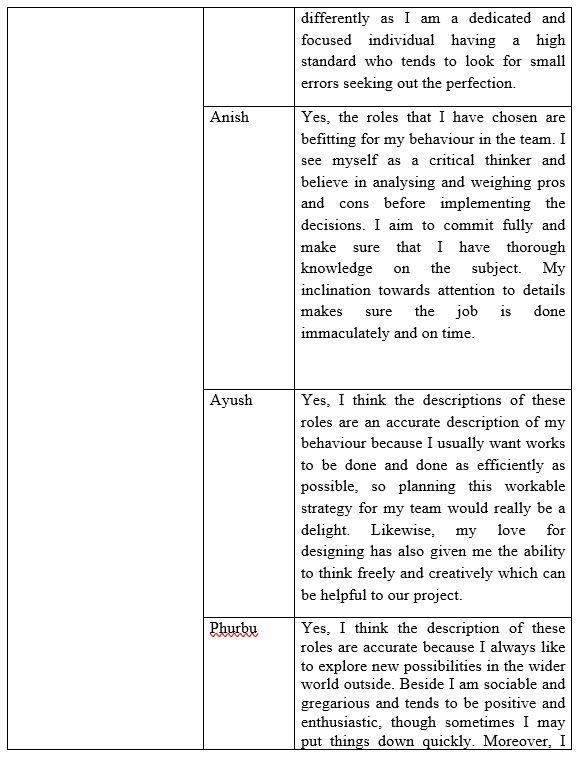 differently as I am a dedicated and
focused individual having a high
standard who tends to look for small
errors seeking out the perfection.
Anish
Yes, the roles that I have chosen are
befitting for my behaviour in the team. I
see myself as a critical thinker and
believe in analysing and weighing pros
and cons before implementing the
decisions. I aim to commit fully and
make sure that I have thorough
knowledge on the subject. My
inclination towards attention to details
makes sure the job is done
immaculately and on time.
Ayush
Yes, I think the descriptions of these
roles are an accurate description of my
behaviour because I usually want works
to be done and done as efficiently as
possible, so planning this workable
strategy for my team would really be a
delight. Likewise, my love for
designing has also given me the ability
to think freely and creatively which can
be helpful to our project.
Phurbu
Yes, I think the description of these
roles are accurate because I always like
to explore new possibilities in the wider
world outside. Beside I am sociable and
gregarious and tends to be positive and
enthusiastic, though sometimes I may
put things down quickly. Moreover, I